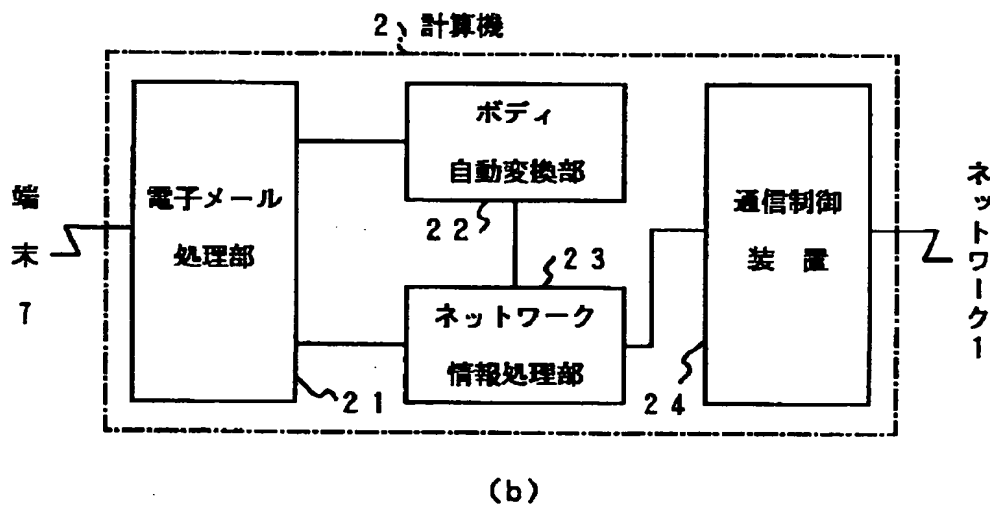 2 計算機
端末7
電子メール
処理部
21
ボディ
自動変換部
22
23
ネットワーク
情報処理部
通信制御
装 置
24
ネットワーク1
(b)